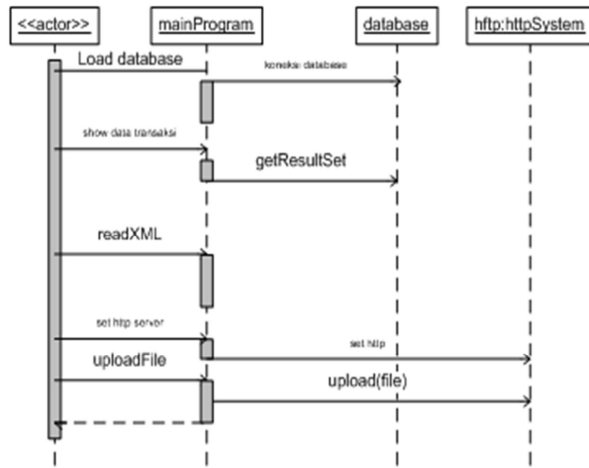 <<actor>>
mainProgram
database
hftp:httpSystem
Load database
koneksi database
show data transaksi
getResultSet
readXML
set http server
set http
uploadFile
upload(file)